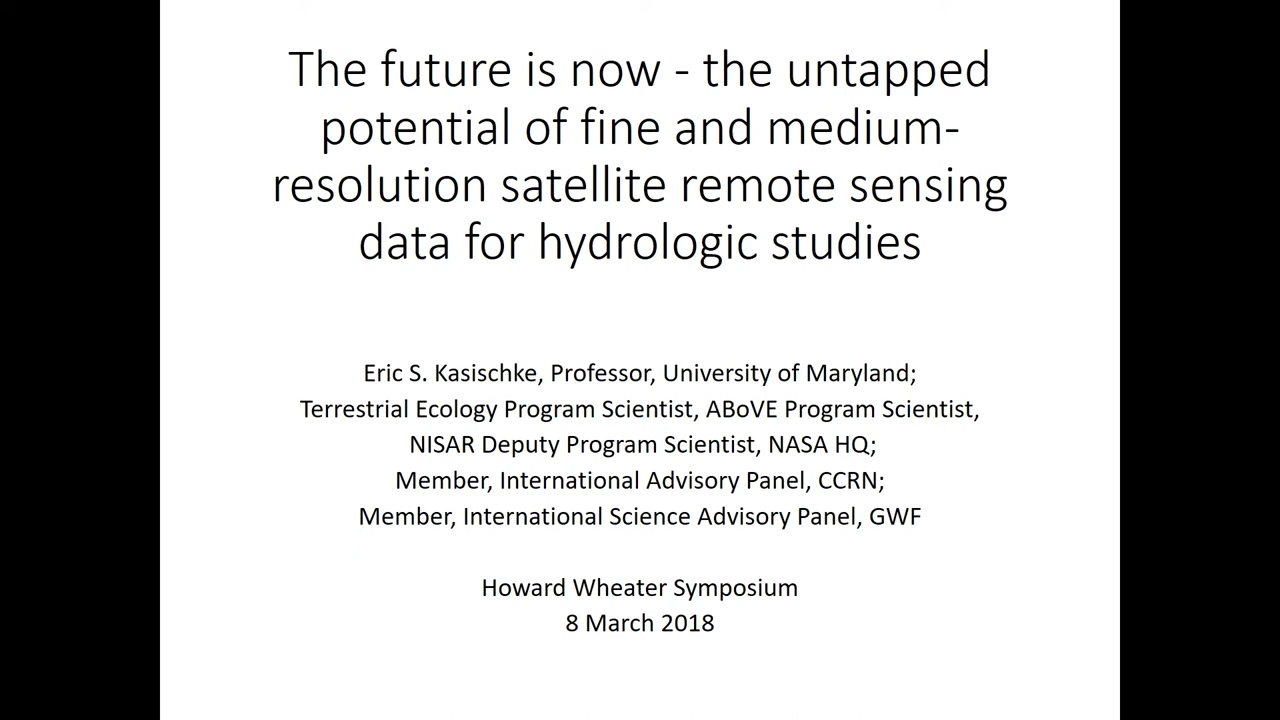 The future is now - the untapped
potential of fine and medium-
resolution satellite remote sensing
data for hydrologic studies
Eric S. Kasischke, Professor, University of Maryland;
Terrestrial Ecology Program Scientist, ABoVE Program Scientist,
NISAR Deputy Program Scientist, NASA HQ;
Member, International Advisory Panel, CCRN;
Member, International Science Advisory Panel, GWF
Howard Wheater Symposium
8 March 2018